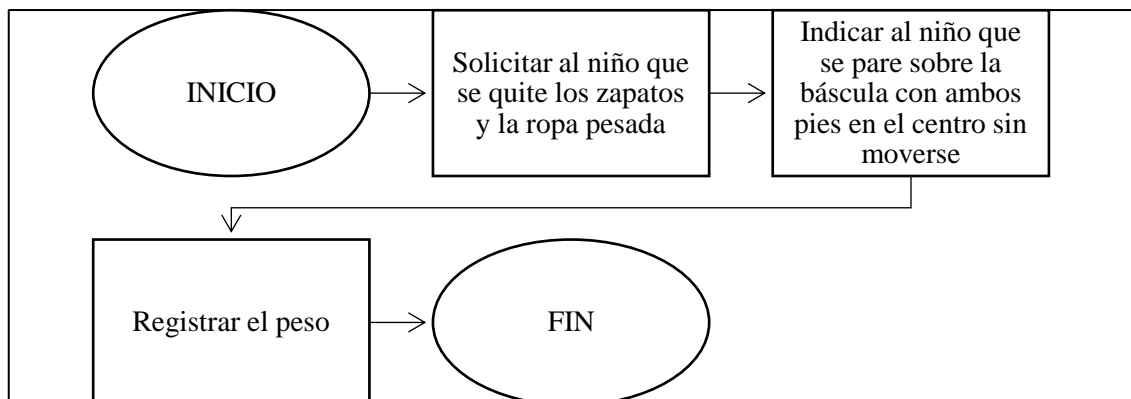 INICIO
Solicitar al niño que
se quite los zapatos
y la ropa pesada
Indicar al niño que
se pare sobre la
báscula con ambos
pies en el centro sin
moverse
Registrar el peso
FIN